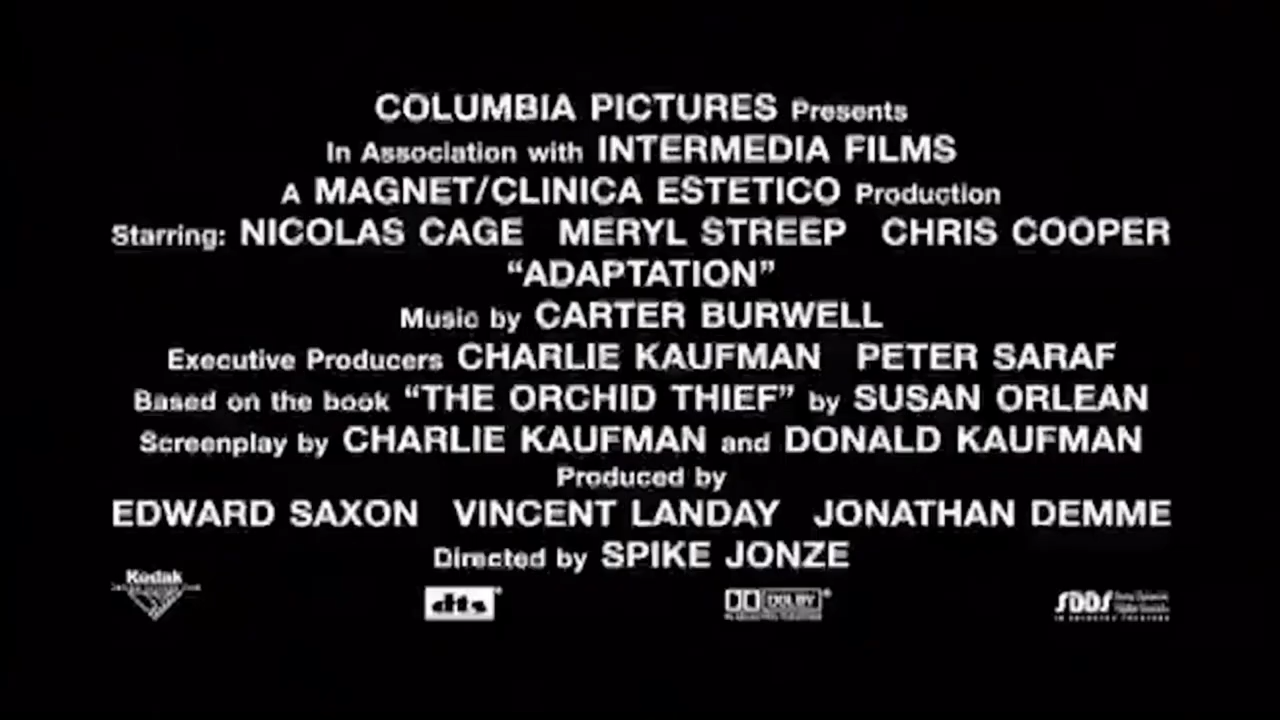 COLUMBIA PICTURES Presents
In Association with INTERMEDIA FILMS
A MAGNET/CLINICA ESTETICO Production
Starring: NICOLAS CAGE MERYL STREEP CHRIS COOPER
“ADAPTATION”
Music by CARTER BURWELL
Executive Producers CHARLIE KAUFMAN PETER SARAF
Based on the book “THE ORCHID THIEF” by SUSAN ORLEAN
Screenplay by CHARLIE KAUFMAN and DONALD KAUFMAN
Produced by
EDWARD SAXON VINCENT LANDAY JONATHAN DEMME
Directed by SPIKE JONZE
Kodak dts DOLBY SDDS